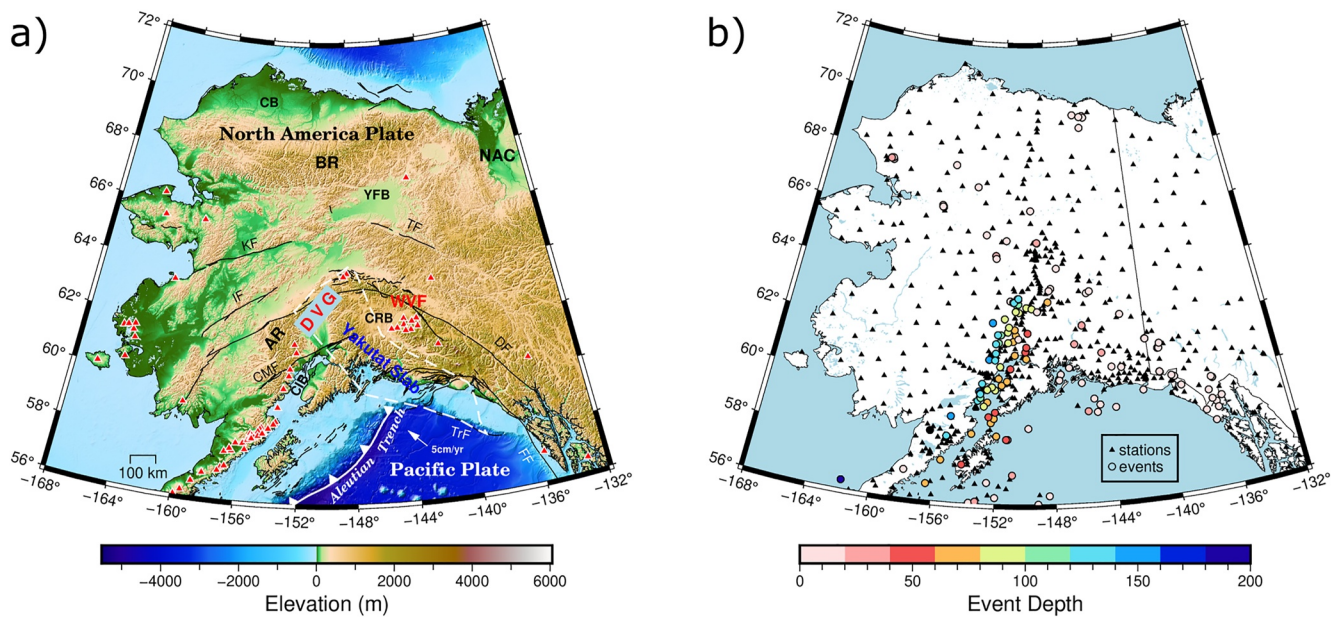 a)
72°
70°
68°
66°
64°
62°
60°
58°
56°
−168°
−164°
−160°
−156°
−152°
−148°
−144°
−140°
−136°
−132°
CB
North America Plate
BR
NAC
YFB
TF
KF
IF
DVG
WVF
CRB
AR
Yakutat Slab
DF
CMF
CIB
TrF
FF
Aleutian Trench
5cm/yr
Pacific Plate
100 km
−4000
−2000
0
2000
4000
6000
Elevation (m)
b)
72°
70°
68°
66°
64°
62°
60°
58°
56°
−168°
−164°
−160°
−156°
−152°
−148°
−144°
−140°
−136°
−132°
stations
events
0
50
100
150
200
Event Depth